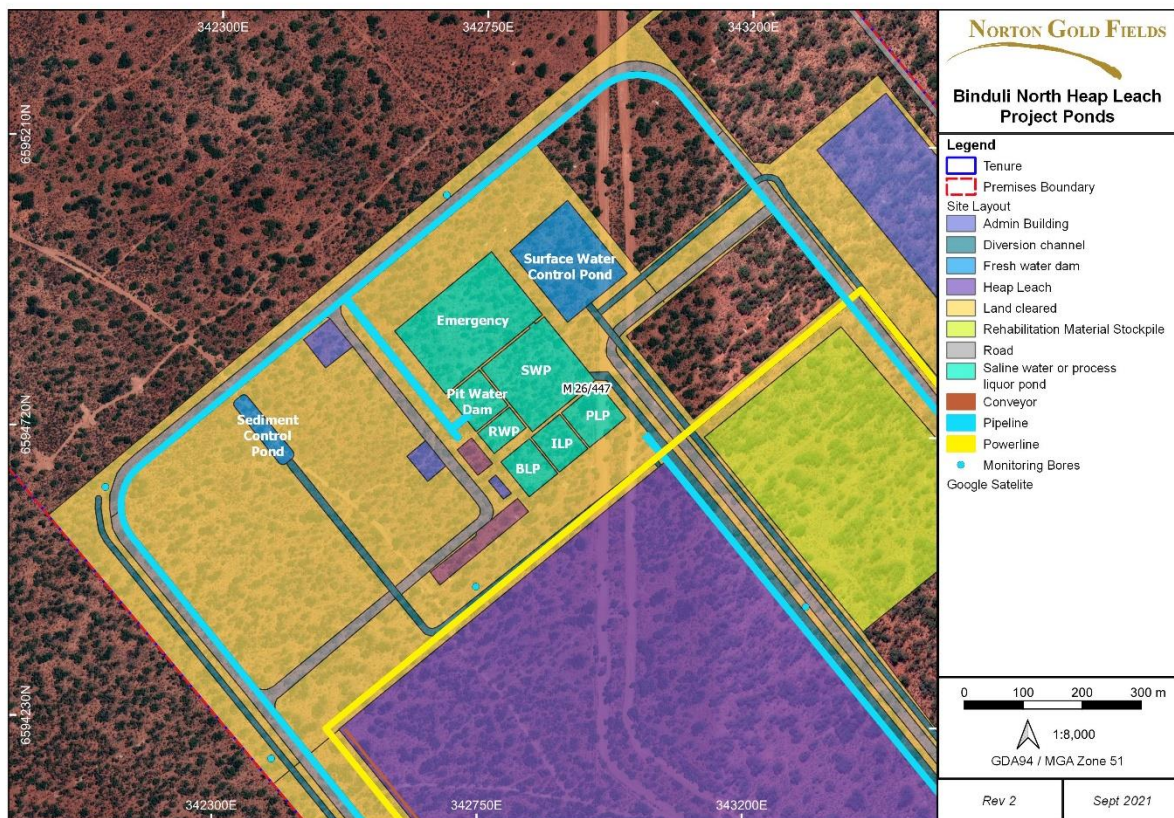 342300E
342750E
343200E
6595210N
6594720N
6594230N
Surface Water
Control Pond
Emergency
SWP
M 26/447
Pit Water
Dam
PLP
RWP
ILP
BLP
Sediment
Control
Pond
342300E
342750E
343200E
NORTON GOLD FIELDS
Binduli North Heap Leach
Project Ponds
Legend
Tenure
Premises Boundary
Site Layout
Admin Building
Diversion channel
Fresh water dam
Heap Leach
Land cleared
Rehabilitation Material Stockpile
Road
Saline water or process
liquor pond
Conveyor
Pipeline
Powerline
Monitoring Bores
Google Satelite
0 100 200 300 m
1:8,000
GDA94 / MGA Zone 51
Rev 2
Sept 2021